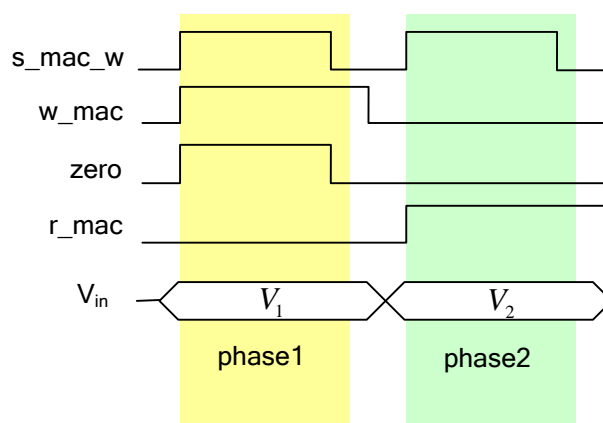 s_mac_w
w_mac
zero
r_mac
Vin V1 V2
phase1 phase2